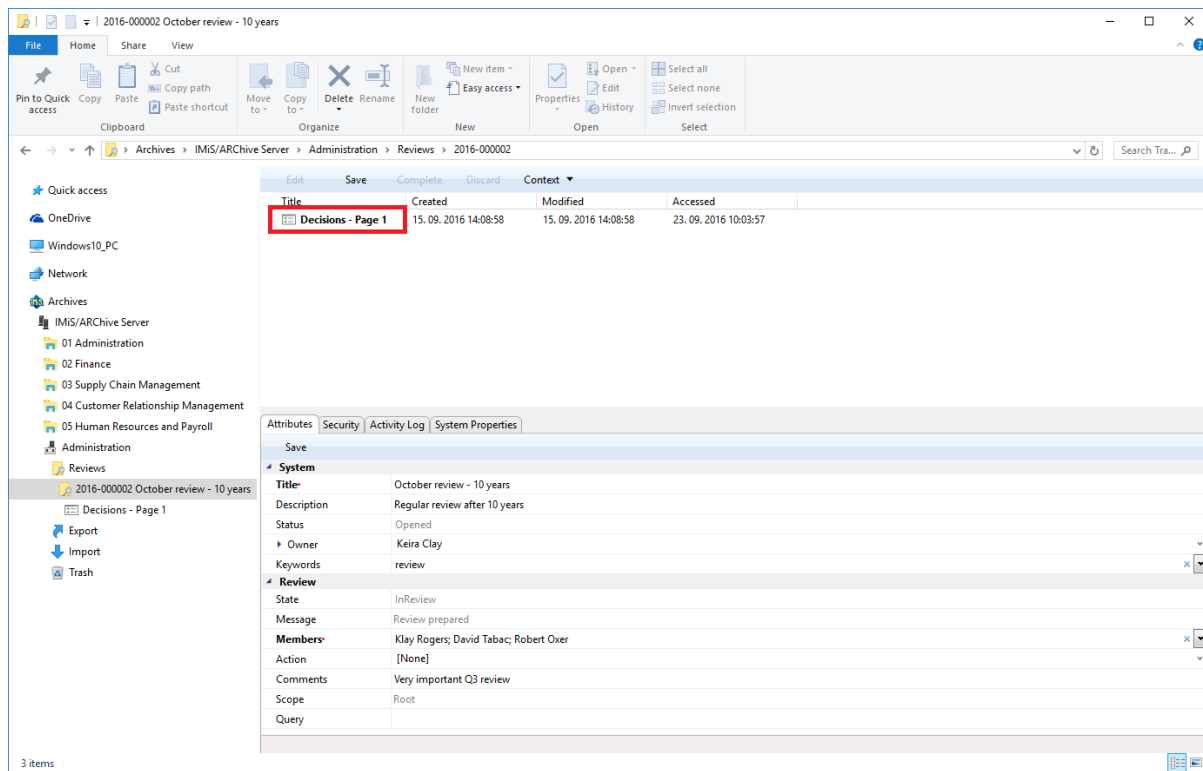 2016-000002 October review - 10 years
File Home Share View
Pin to Quick access
Copy
Paste
Cut
Copy path
Paste shortcut
Move to
Copy to
Delete
Rename
New folder
New item
Easy access
Properties
Open
Edit
History
Select all
Select none
Invert selection
Clipboard Organize New Open Select
Archives › IMiS/ARChive Server › Administration › Reviews › 2016-000002
Search Tra...
Quick access
OneDrive
Windows10_PC
Network
Archives
IMiS/ARChive Server
01 Administration
02 Finance
03 Supply Chain Management
04 Customer Relationship Management
05 Human Resources and Payroll
Administration
Reviews
2016-000002 October review - 10 years
Decisions - Page 1
Export
Import
Trash
Edit Save Complete Discard Context
Title Created Modified Accessed
Decisions - Page 1 15. 09. 2016 14:08:58 15. 09. 2016 14:08:58 23. 09. 2016 10:03:57
Attributes Security Activity Log System Properties
Save
System
Title* October review - 10 years
Description Regular review after 10 years
Status Opened
Owner Keira Clay
Keywords review
Review
State InReview
Message Review prepared
Members* Klay Rogers; David Tabac; Robert Oxer
Action [None]
Comments Very important Q3 review
Scope Root
Query
3 items